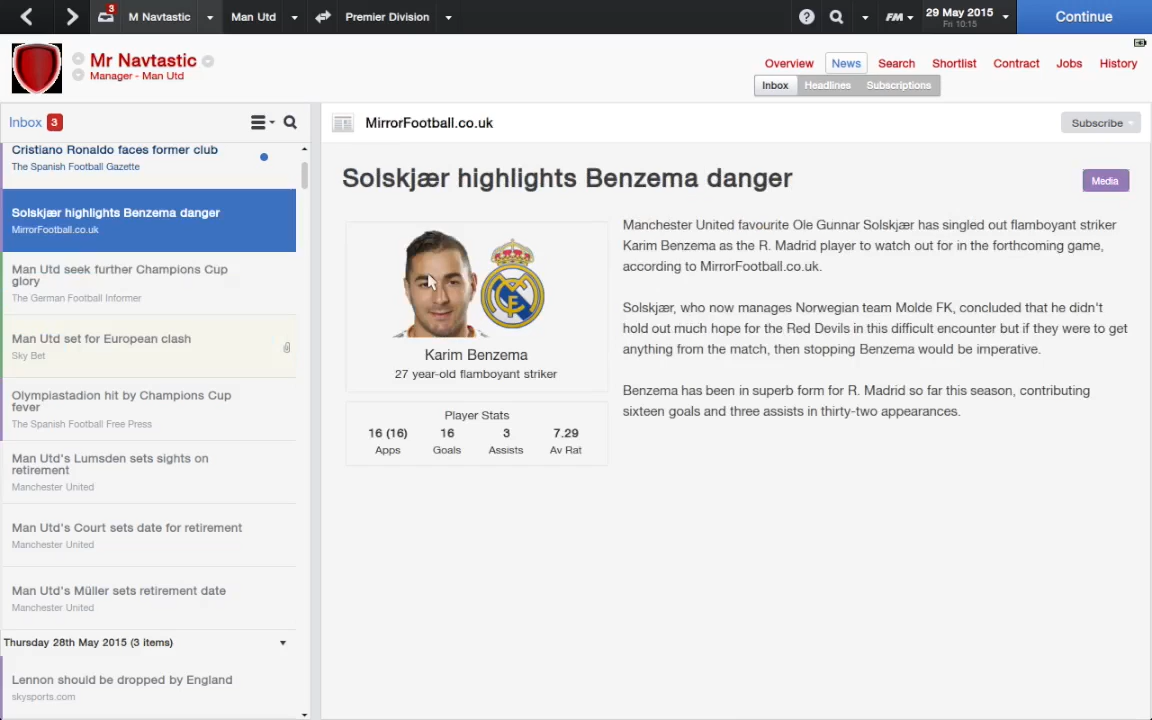 3
M Navtastic
Man Utd
Premier Division
FM
29 May 2015
Fri 10:15
Continue
Mr Navtastic
Manager - Man Utd
Overview
News
Search
Shortlist
Contract
Jobs
History
Inbox
Headlines
Subscriptions
Inbox 3
MirrorFootball.co.uk
Subscribe
Cristiano Ronaldo faces former club
The Spanish Football Gazette
Solskjær highlights Benzema danger
MirrorFootball.co.uk
Man Utd seek further Champions Cup
glory
The German Football Informer
Man Utd set for European clash
Sky Bet
Olympiastadion hit by Champions Cup
fever
The Spanish Football Free Press
Man Utd's Lumsden sets sights on
retirement
Manchester United
Man Utd's Court sets date for retirement
Manchester United
Man Utd's Müller sets retirement date
Manchester United
Thursday 28th May 2015 (3 items)
Lennon should be dropped by England
skysports.com
Solskjær highlights Benzema danger
Media
Karim Benzema
27 year-old flamboyant striker
Player Stats
16 (16) 16 3 7.29
Apps Goals Assists Av Rat
Manchester United favourite Ole Gunnar Solskjær has singled out flamboyant striker
Karim Benzema as the R. Madrid player to watch out for in the forthcoming game,
according to MirrorFootball.co.uk.
Solskjær, who now manages Norwegian team Molde FK, concluded that he didn't
hold out much hope for the Red Devils in this difficult encounter but if they were to get
anything from the match, then stopping Benzema would be imperative.
Benzema has been in superb form for R. Madrid so far this season, contributing
sixteen goals and three assists in thirty-two appearances.